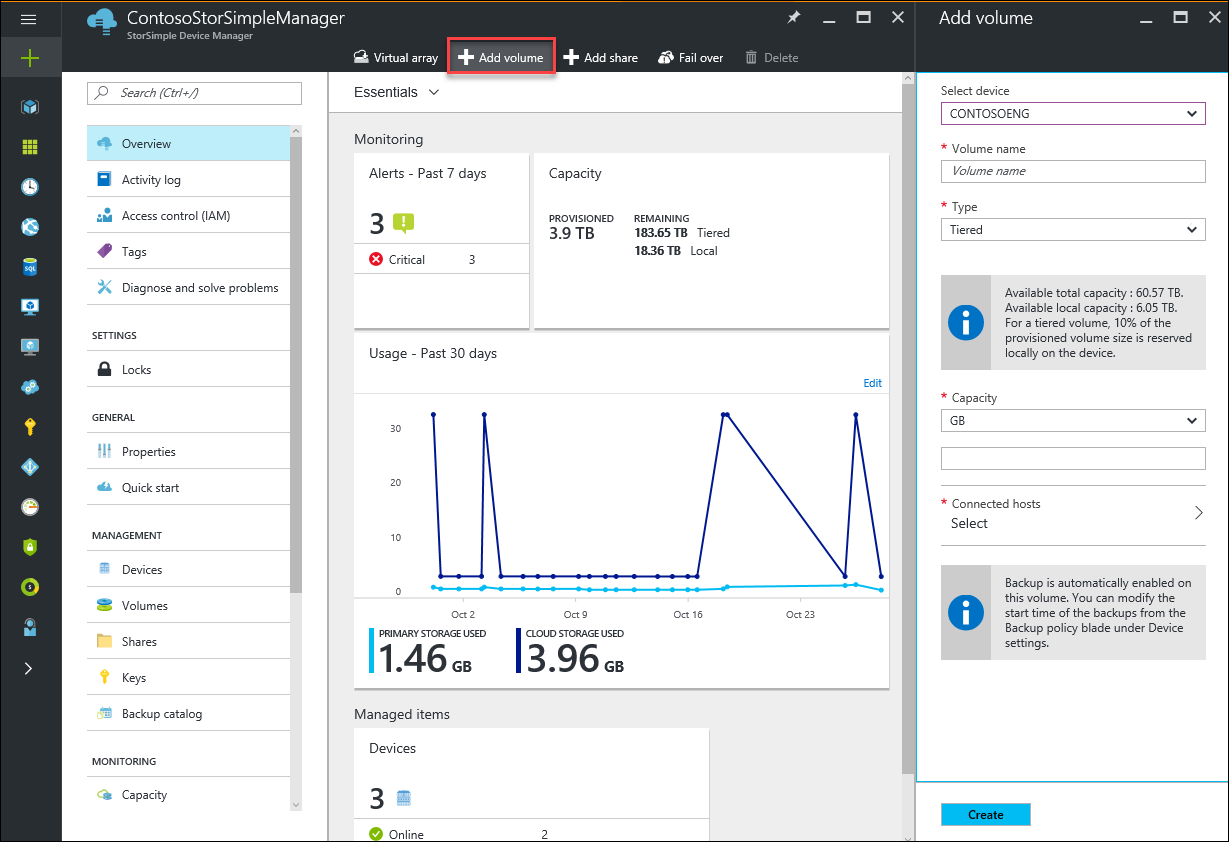 ContosoStorSimpleManager
StorSimple Device Manager
Virtual array
Add volume
Add share
Fail over
Delete
Search (Ctrl+/)
Overview
Activity log
Access control (IAM)
Tags
Diagnose and solve problems
SETTINGS
Locks
GENERAL
Properties
Quick start
MANAGEMENT
Devices
Volumes
Shares
Keys
Backup catalog
MONITORING
Capacity
Essentials
Monitoring
Alerts - Past 7 days
3
Critical 3
Capacity
PROVISIONED
3.9 TB
REMAINING
183.65 TB Tiered
18.36 TB Local
Usage - Past 30 days
Edit
30
20
10
0
Oct 2 Oct 9 Oct 16 Oct 23
PRIMARY STORAGE USED
1.46 GB
CLOUD STORAGE USED
3.96 GB
Managed items
Devices
3
Online 2
Add volume
Select device
CONTOSOENG
* Volume name
Volume name
* Type
Tiered
Available total capacity : 60.57 TB.
Available local capacity : 6.05 TB.
For a tiered volume, 10% of the
provisioned volume size is reserved
locally on the device.
* Capacity
GB
* Connected hosts
Select
Backup is automatically enabled on
this volume. You can modify the
start time of the backups from the
Backup policy blade under Device
settings.
Create
SQL